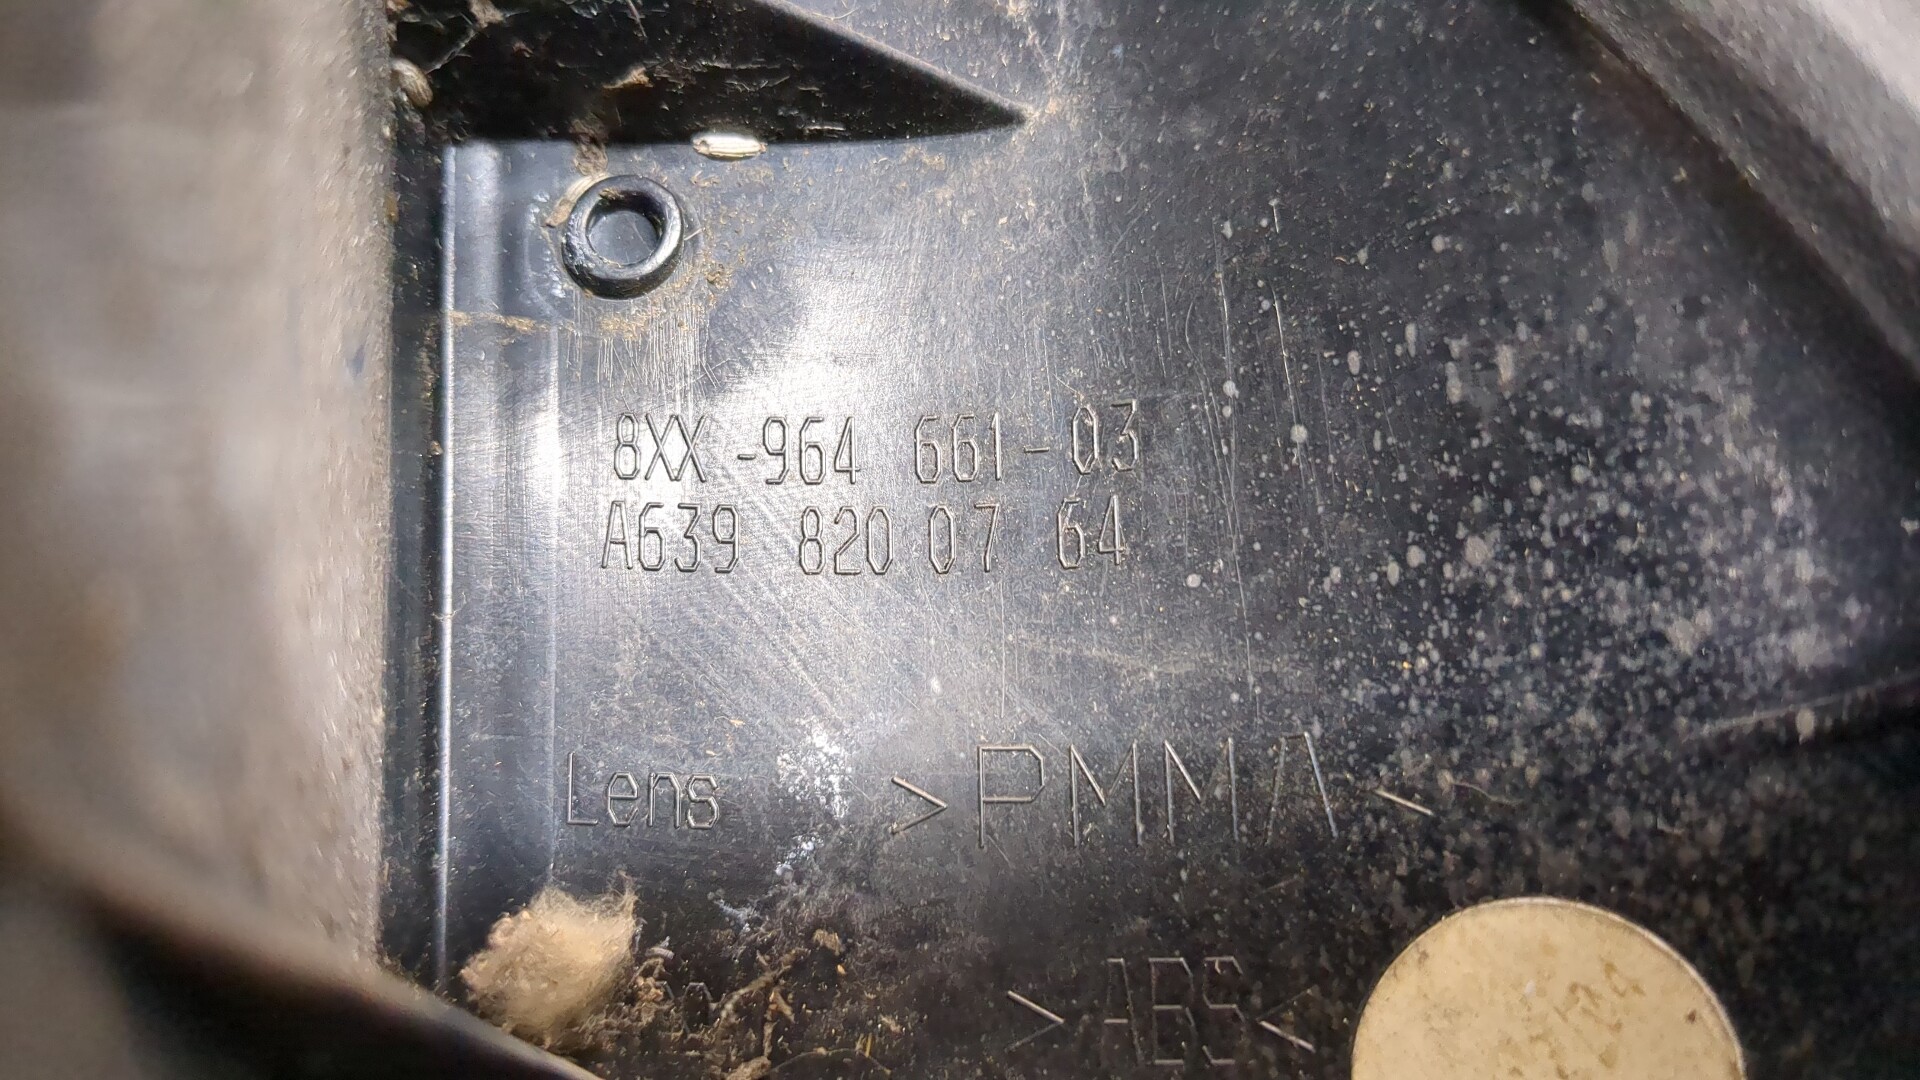 8XX-964 661-03
A639 820 07 64
Lens >PMMA<
>ABS<